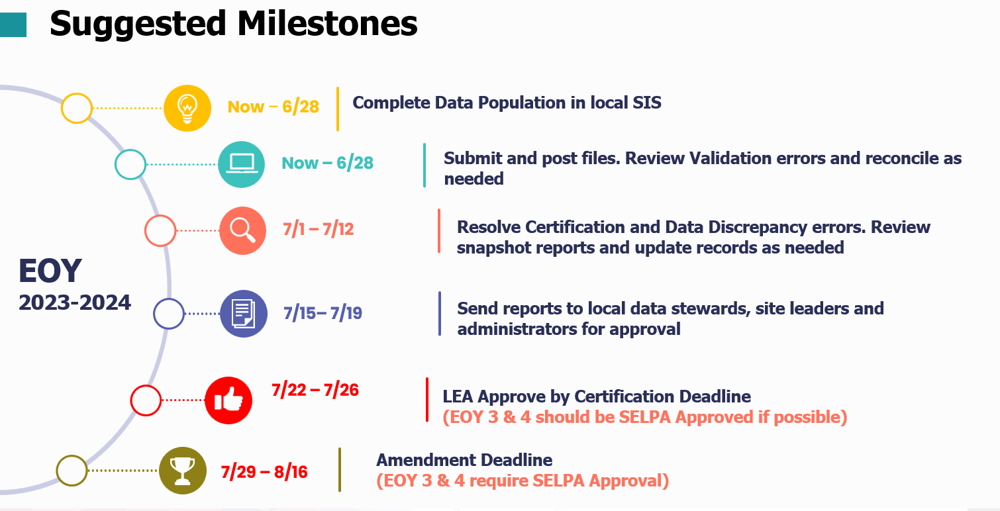 Suggested Milestones
Now – 6/28
Complete Data Population in local SIS
Now – 6/28
Submit and post files. Review Validation errors and reconcile as
needed
7/1 – 7/12
Resolve Certification and Data Discrepancy errors. Review
snapshot reports and update records as needed
EOY
2023-2024
7/15– 7/19
Send reports to local data stewards, site leaders and
administrators for approval
7/22 – 7/26
LEA Approve by Certification Deadline
(EOY 3 & 4 should be SELPA Approved if possible)
7/29 – 8/16
Amendment Deadline
(EOY 3 & 4 require SELPA Approval)